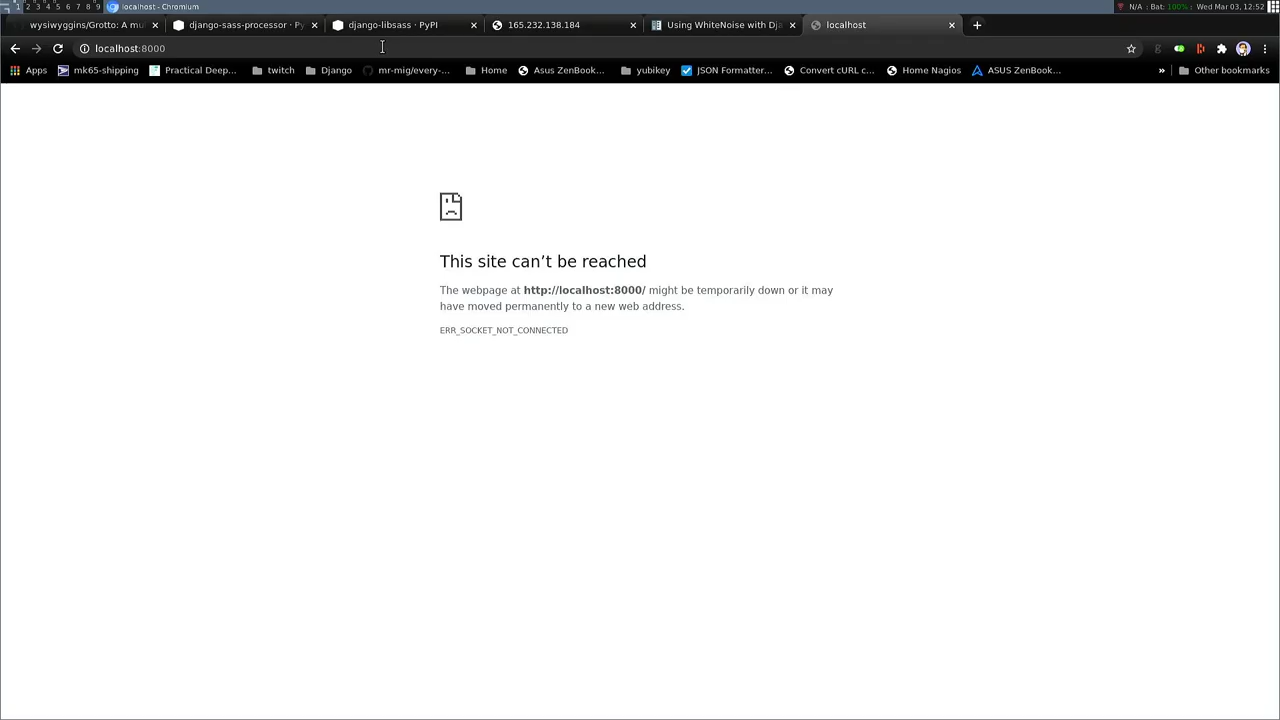 1 2 3 4 5 6 7 8 9 localhost - Chromium
N/A : Bat: 100% : Wed Mar 03, 12:52
wysiwyggins/Grotto: A mu
django-sass-processor · Py
django-libsass · PyPI
165.232.138.184
Using WhiteNoise with Dja
localhost
localhost:8000
Apps
mk65-shipping
Practical Deep...
twitch
Django
mr-mig/every-...
Home
Asus ZenBook...
yubikey
JSON Formatter...
Convert cURL c...
Home Nagios
ASUS ZenBook...
»
Other bookmarks
This site can’t be reached
The webpage at http://localhost:8000/ might be temporarily down or it may
have moved permanently to a new web address.
ERR_SOCKET_NOT_CONNECTED